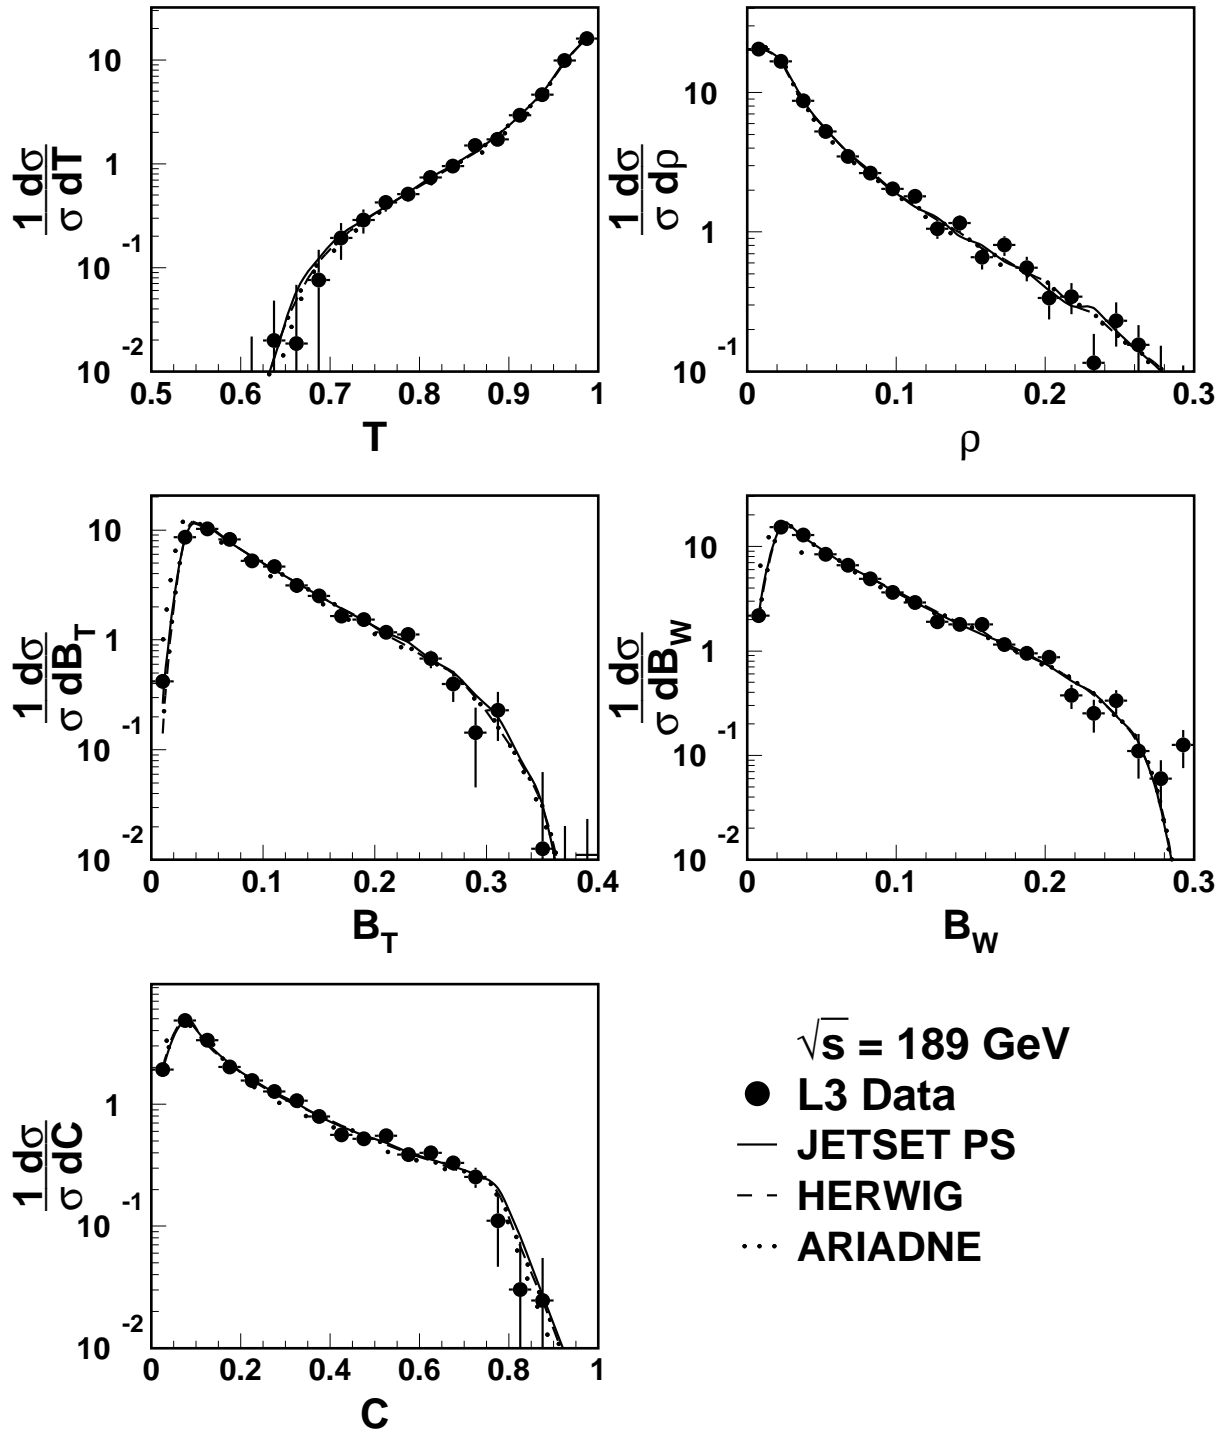 10
1
10 -1
10 -2
1 dσ
σ dT
0.5 0.6 0.7 0.8 0.9 1
T
10
1
10 -1
1 dσ
σ dρ
0 0.1 0.2 0.3
ρ
10
1
10 -1
10 -2
1 dσ
σ dB_T
0 0.1 0.2 0.3 0.4
B_T
10
1
10 -1
10 -2
1 dσ
σ dB_W
0 0.1 0.2 0.3
B_W
1
10 -1
10 -2
1 dσ
σ dC
0 0.2 0.4 0.6 0.8 1
C
√s = 189 GeV
L3 Data
JETSET PS
HERWIG
ARIADNE